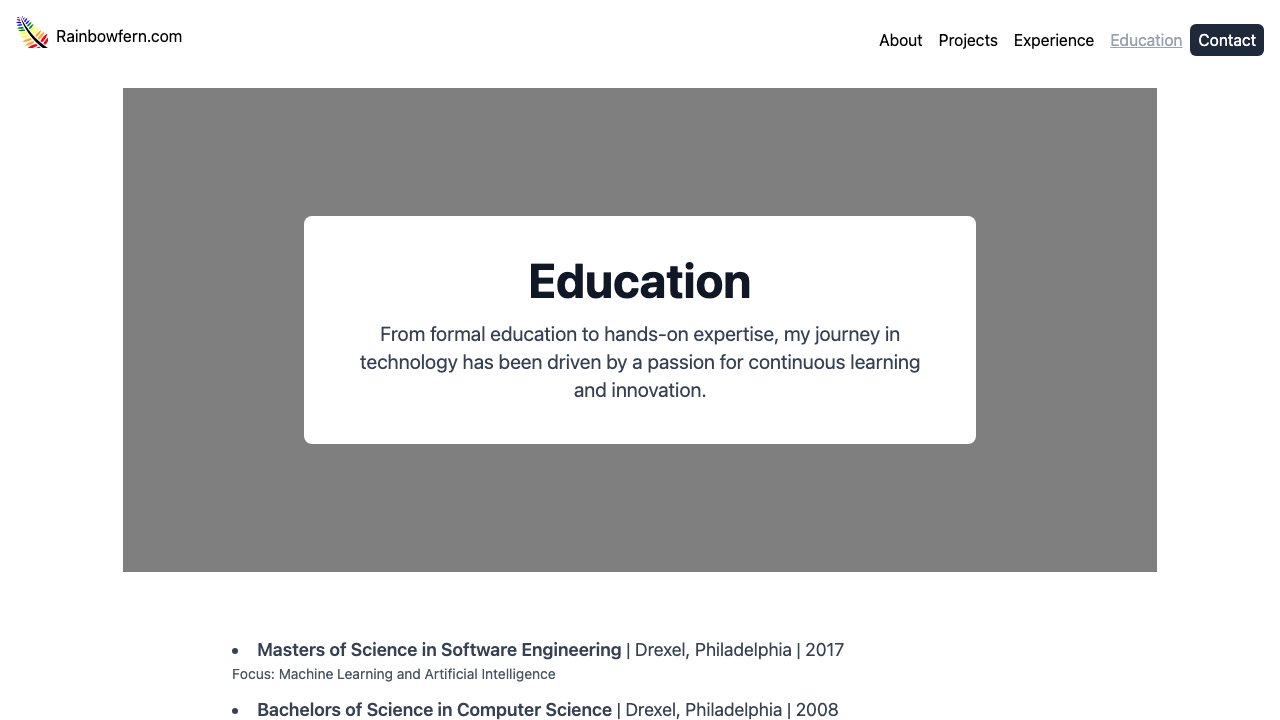 Rainbowfern.com
About Projects Experience Education Contact
Education
From formal education to hands-on expertise, my journey in
technology has been driven by a passion for continuous learning
and innovation.
• Masters of Science in Software Engineering | Drexel, Philadelphia | 2017
Focus: Machine Learning and Artificial Intelligence
• Bachelors of Science in Computer Science | Drexel, Philadelphia | 2008